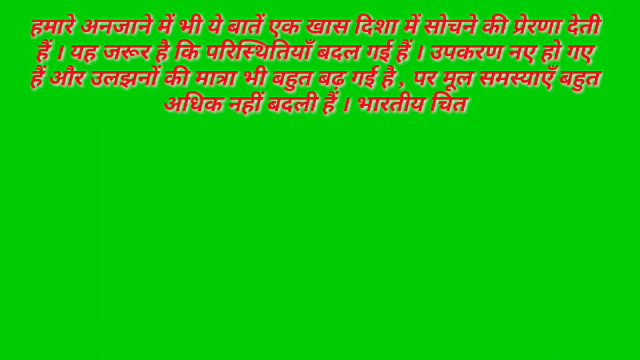 हमारे अनजाने में भी ये बातें एक खास दिशा में सोचने की प्रेरणा देती
हैं । यह जरूर है कि परिस्थितियाँ बदल गई हैं । उपकरण नए हो गए
हैं और उलझनों की मात्रा भी बहुत बढ़ गई है , पर मूल समस्याएँ बहुत
अधिक नहीं बदली हैं । भारतीय चित